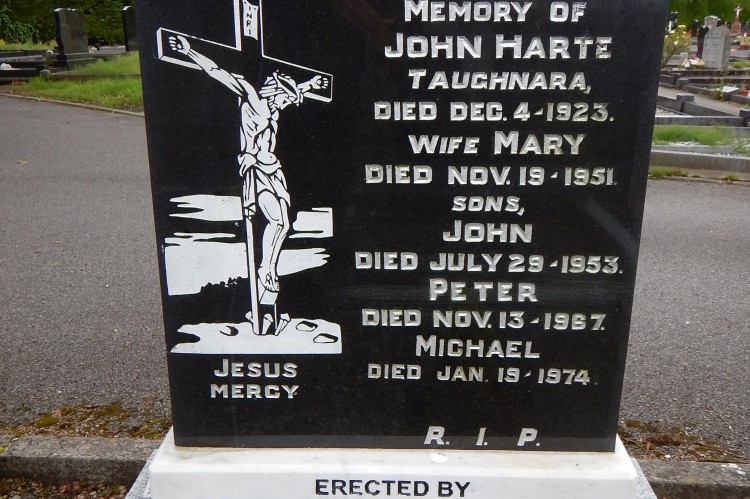 INRI
MEMORY OF
JOHN HARTE
TAUGHNARA,
DIED DEC. 4-1923.
WIFE MARY
DIED NOV. 19-1951.
SONS,
JOHN
DIED JULY 29-1953.
PETER
DIED NOV. 13-1967.
MICHAEL
DIED JAN. 19-1974.
JESUS
MERCY
R. I. P.
ERECTED BY